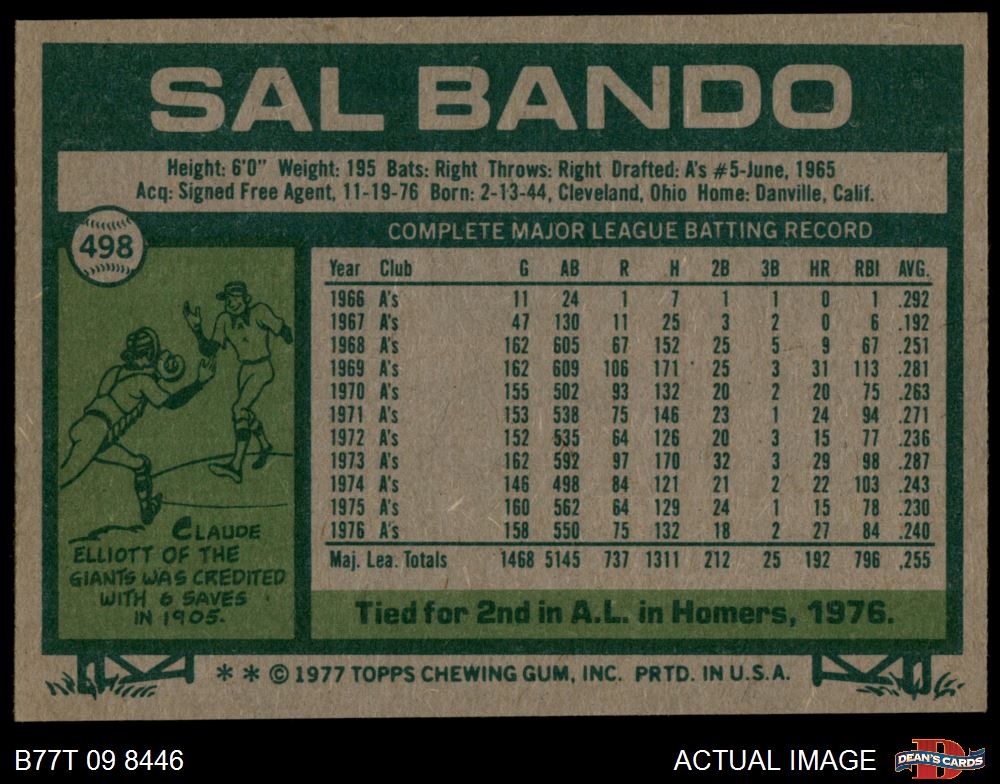 SAL BANDO
Height: 6'0" Weight: 195 Bats: Right Throws: Right Drafted: A's #5-June, 1965
Acq: Signed Free Agent, 11-19-76 Born: 2-13-44, Cleveland, Ohio Home: Danville, Calif.
498
COMPLETE MAJOR LEAGUE BATTING RECORD
Year Club G AB R H 2B 3B HR RBI AVG.
1966 A's 11 24 1 7 1 1 0 1 .292
1967 A's 47 130 11 25 3 2 0 6 .192
1968 A's 162 605 67 152 25 5 9 67 .251
1969 A's 162 609 106 171 25 3 31 113 .281
1970 A's 155 502 93 132 20 2 20 75 .263
1971 A's 153 538 75 146 23 1 24 94 .271
1972 A's 152 535 64 126 20 3 15 77 .236
1973 A's 162 592 97 170 32 3 29 98 .287
1974 A's 146 498 84 121 21 2 22 103 .243
1975 A's 160 562 64 129 24 1 15 78 .230
1976 A's 158 550 75 132 18 2 27 84 .240
Maj. Lea. Totals 1468 5145 737 1311 212 25 192 796 .255
Tied for 2nd in A.L. in Homers, 1976.
A
CLAUDE
ELLIOTT OF THE
GIANTS WAS CREDITED
WITH 6 SAVES
IN 1905.
* * © 1977 TOPPS CHEWING GUM, INC. PRTD. IN U.S.A.
B77T 09 8446
ACTUAL IMAGE
D
DEAN'S CARDS